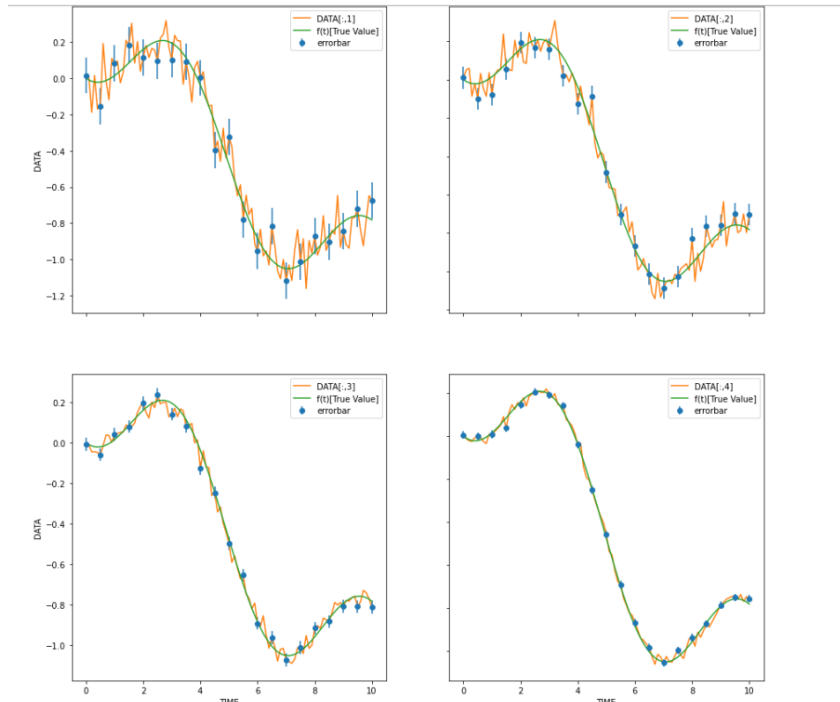 DATA[:,1]
f(t)[True Value]
errorbar
0.2
0.0
−0.2
−0.4
−0.6
−0.8
−1.0
−1.2
DATA
DATA[:,2]
f(t)[True Value]
errorbar
DATA[:,3]
f(t)[True Value]
errorbar
0.2
0.0
−0.2
−0.4
−0.6
−0.8
−1.0
DATA
0 2 4 6 8 10
TIME
DATA[:,4]
f(t)[True Value]
errorbar
0 2 4 6 8 10
TIME